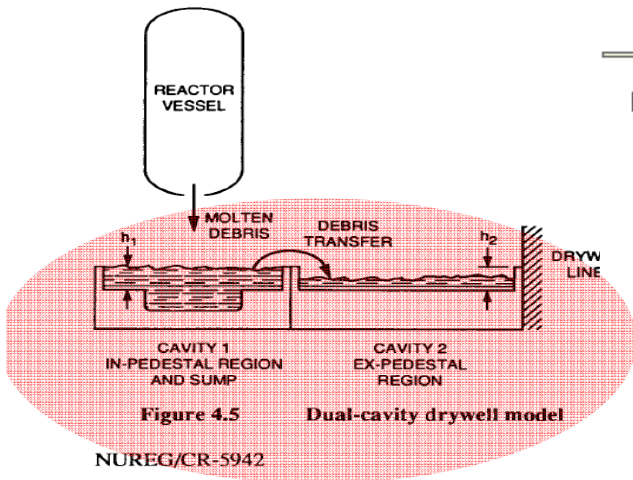 REACTOR
VESSEL
MOLTEN
DEBRIS
DEBRIS
TRANSFER
h1
h2
CAVITY 1
IN-PEDESTAL REGION
AND SUMP
CAVITY 2
EX-PEDESTAL
REGION
Figure 4.5 Dual-cavity drywell model
NUREG/CR-5942